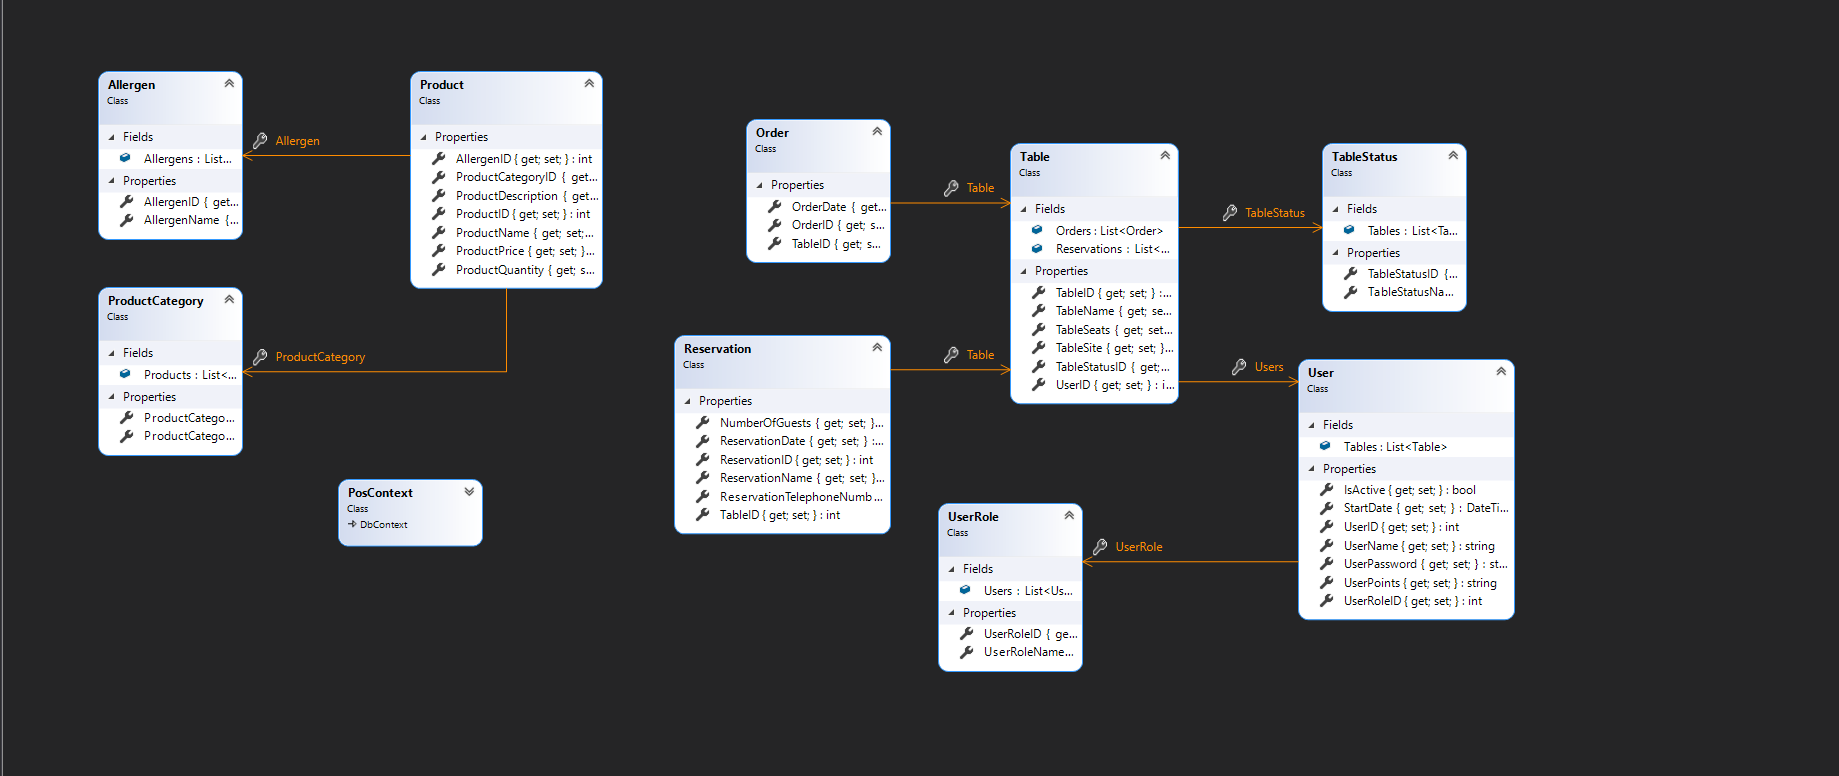 Allergen
Class
Fields
Allergens : List...
Properties
AllergenID { get...
AllergenName {...
Allergen
Product
Class
Properties
AllergenID { get; set; } : int
ProductCategoryID { get...
ProductDescription { get...
ProductID { get; set; } : int
ProductName { get; set;...
ProductPrice { get; set; }...
ProductQuantity { get; s...
ProductCategory
Class
Fields
Products : List<...
Properties
ProductCatego...
ProductCatego...
ProductCategory
PosContext
Class
DbContext
Order
Class
Properties
OrderDate { get...
OrderID { get; s...
TableID { get; s...
Table
Reservation
Class
Properties
NumberOfGuests { get; set; }...
ReservationDate { get; set; } :...
ReservationID { get; set; } : int
ReservationName { get; set; }...
ReservationTelephoneNumb...
TableID { get; set; } : int
Table
Table
Class
Fields
Orders : List<Order>
Reservations : List<...
Properties
TableID { get; set; } :...
TableName { get; se...
TableSeats { get; set...
TableSite { get; set; }...
TableStatusID { get;...
UserID { get; set; } : i...
TableStatus
TableStatus
Class
Fields
Tables : List<Ta...
Properties
TableStatusID {...
TableStatusNa...
Users
User
Class
Fields
Tables : List<Table>
Properties
IsActive { get; set; } : bool
StartDate { get; set; } : DateTi...
UserID { get; set; } : int
UserName { get; set; } : string
UserPassword { get; set; } : st...
UserPoints { get; set; } : string
UserRoleID { get; set; } : int
UserRole
UserRole
Class
Fields
Users : List<Us...
Properties
UserRoleID { ge...
UserRoleName...